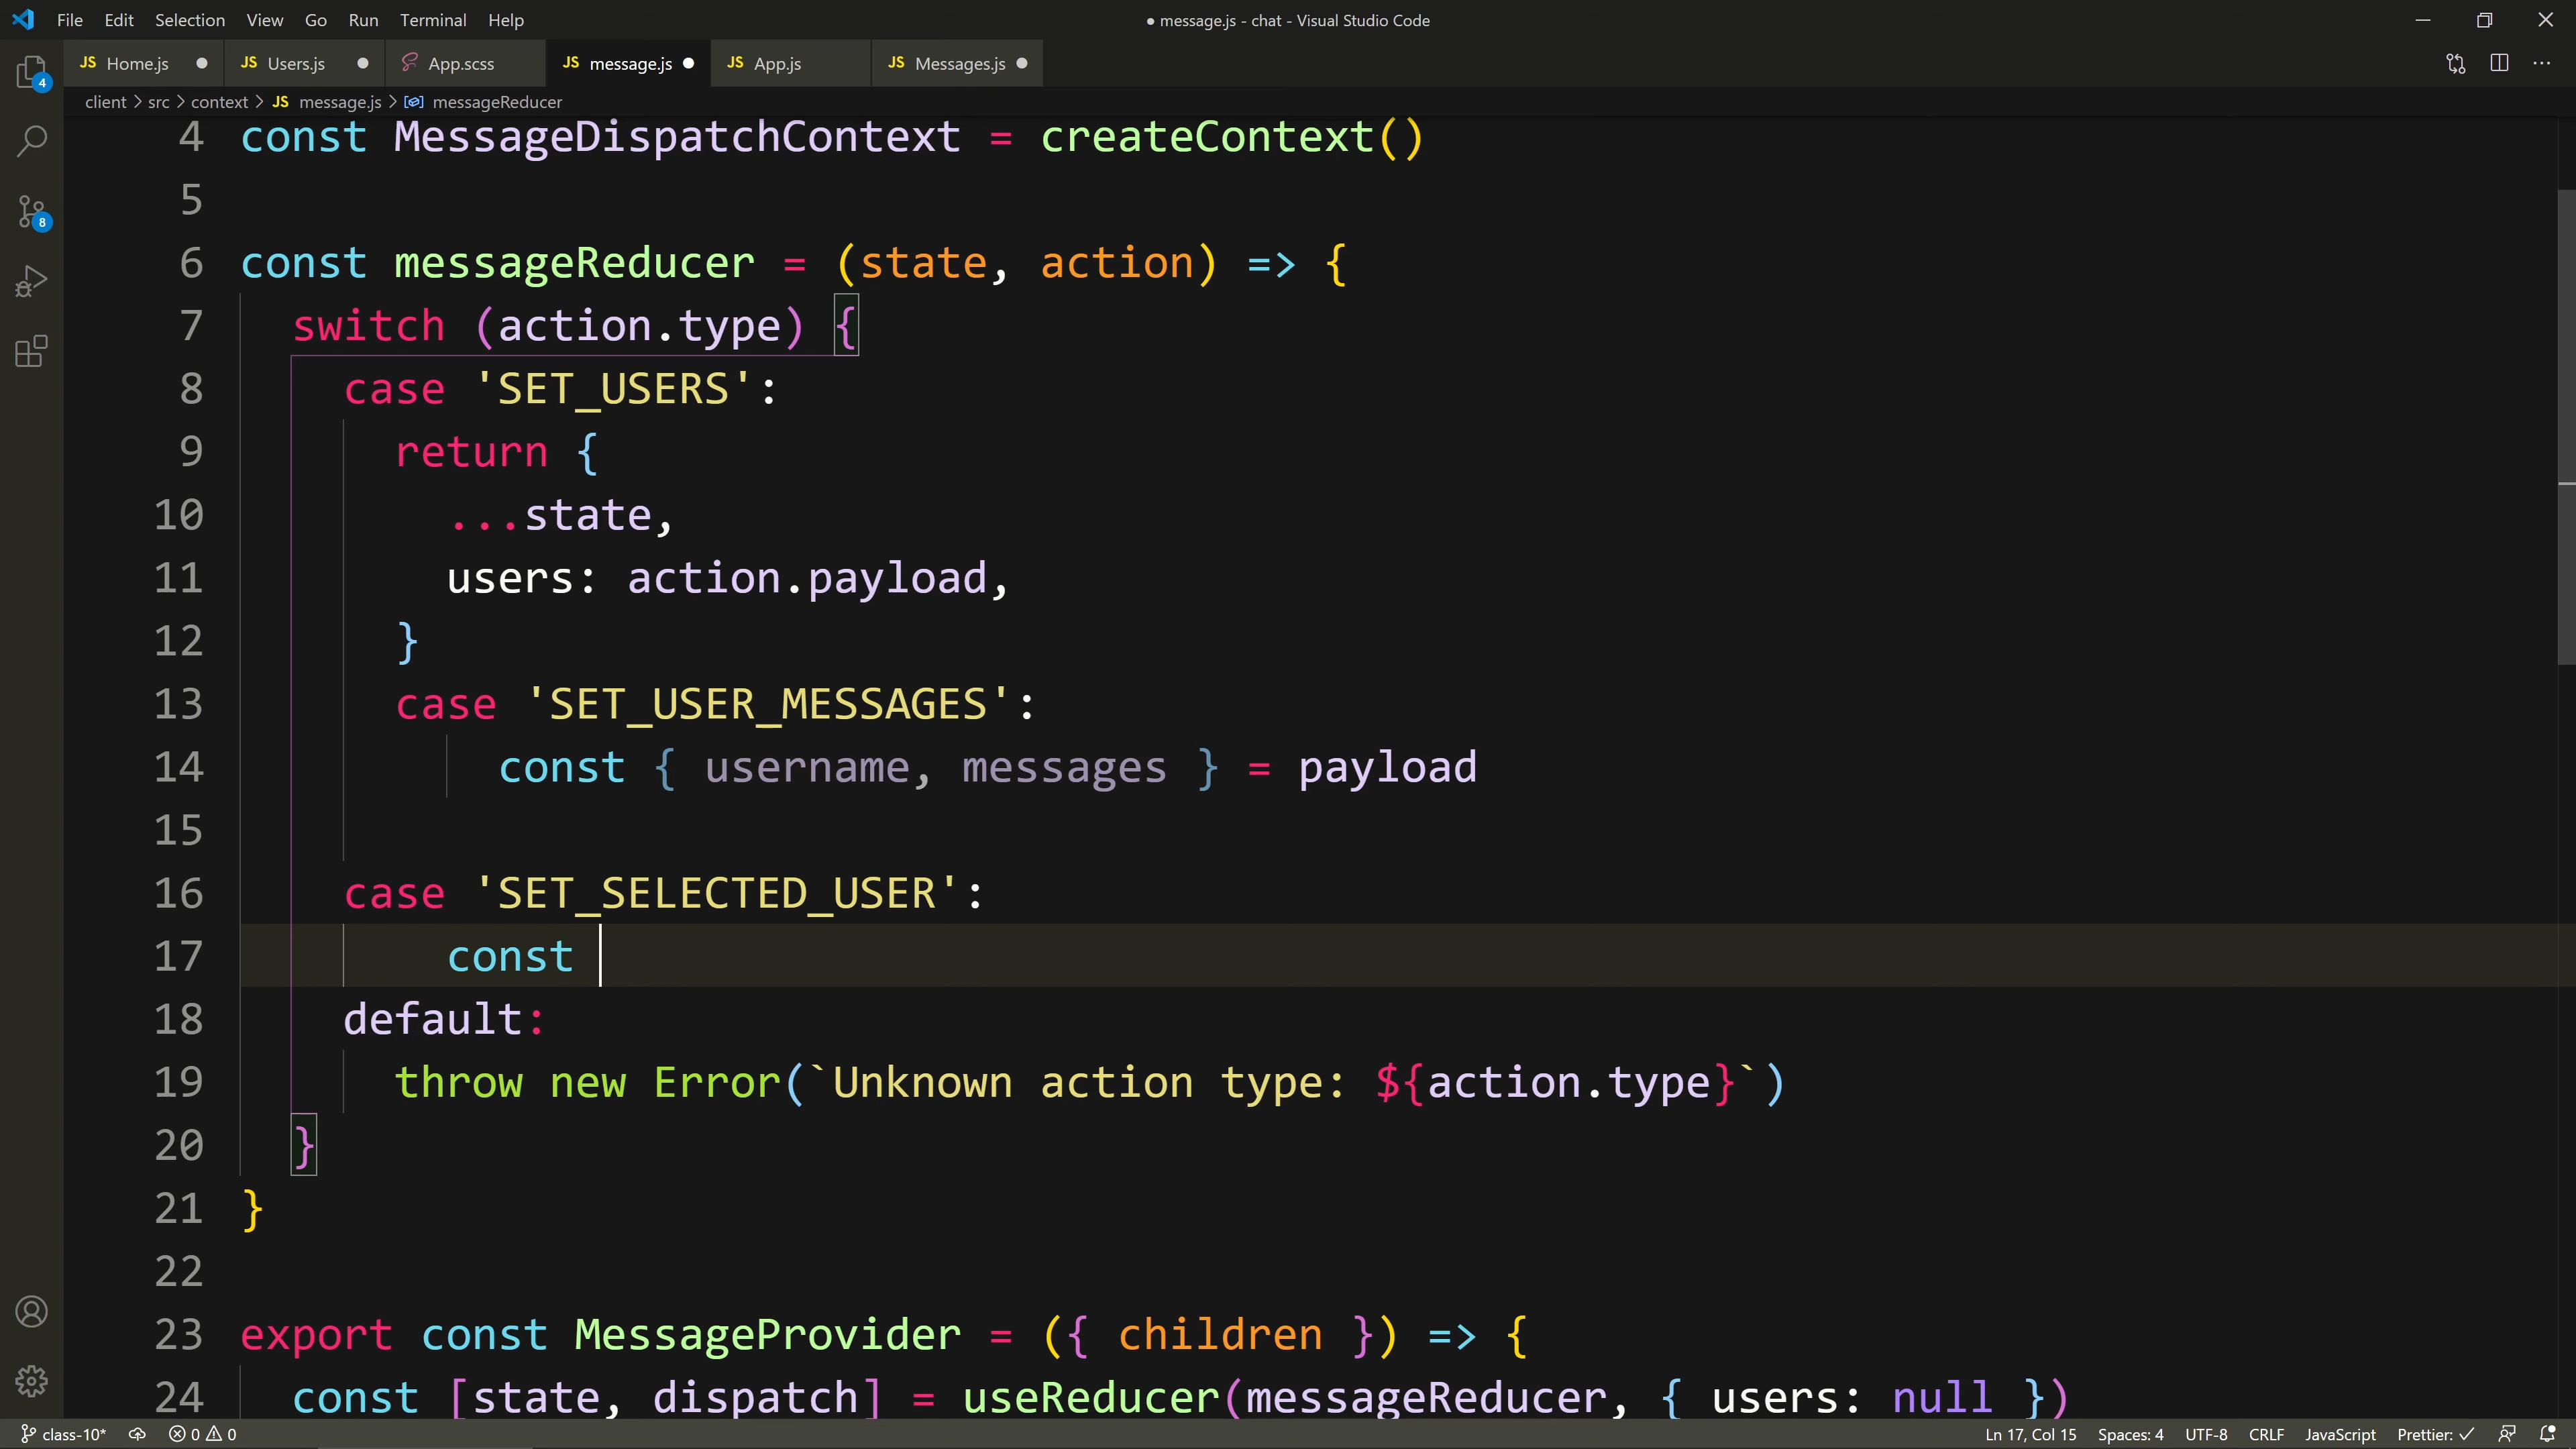 File Edit Selection View Go Run Terminal Help
● message.js - chat - Visual Studio Code
JS Home.js ● JS Users.js ● App.scss JS message.js ● JS App.js JS Messages.js ●
client > src > context > JS message.js > messageReducer
4 const MessageDispatchContext = createContext()
5
6 const messageReducer = (state, action) => {
7 switch (action.type) {
8 case 'SET_USERS':
9 return {
10 ...state,
11 users: action.payload,
12 }
13 case 'SET_USER_MESSAGES':
14 const { username, messages } = payload
15
16 case 'SET_SELECTED_USER':
17 const
18 default:
19 throw new Error(`Unknown action type: ${action.type}`)
20 }
21 }
22
23 export const MessageProvider = ({ children }) => {
24 const [state, dispatch] = useReducer(messageReducer, { users: null })
4
8
class-10* 0 0 Ln 17, Col 15 Spaces: 4 UTF-8 CRLF JavaScript Prettier: ✓